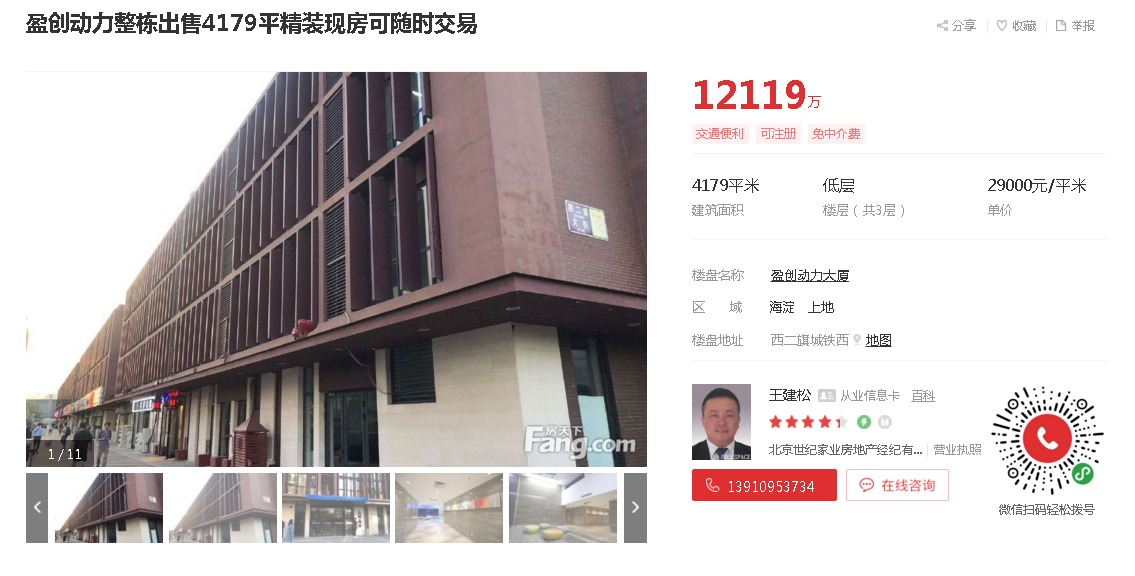 盈创动力整栋出售4179平精装现房可随时交易
分享
收藏
举报
12119万
交通便利 可注册 免中介费
4179平米 低层 29000元/平米
建筑面积 楼层（共3层） 单价
楼盘名称 盈创动力大厦
区 域 海淀 上地
楼盘地址 西二旗城铁西 地图
王建松 从业信息卡 百科
北京世纪家业房地产经纪有... 营业执照
13910953734
在线咨询
微信扫码轻松拨号
房天下
Fang.com
1/11